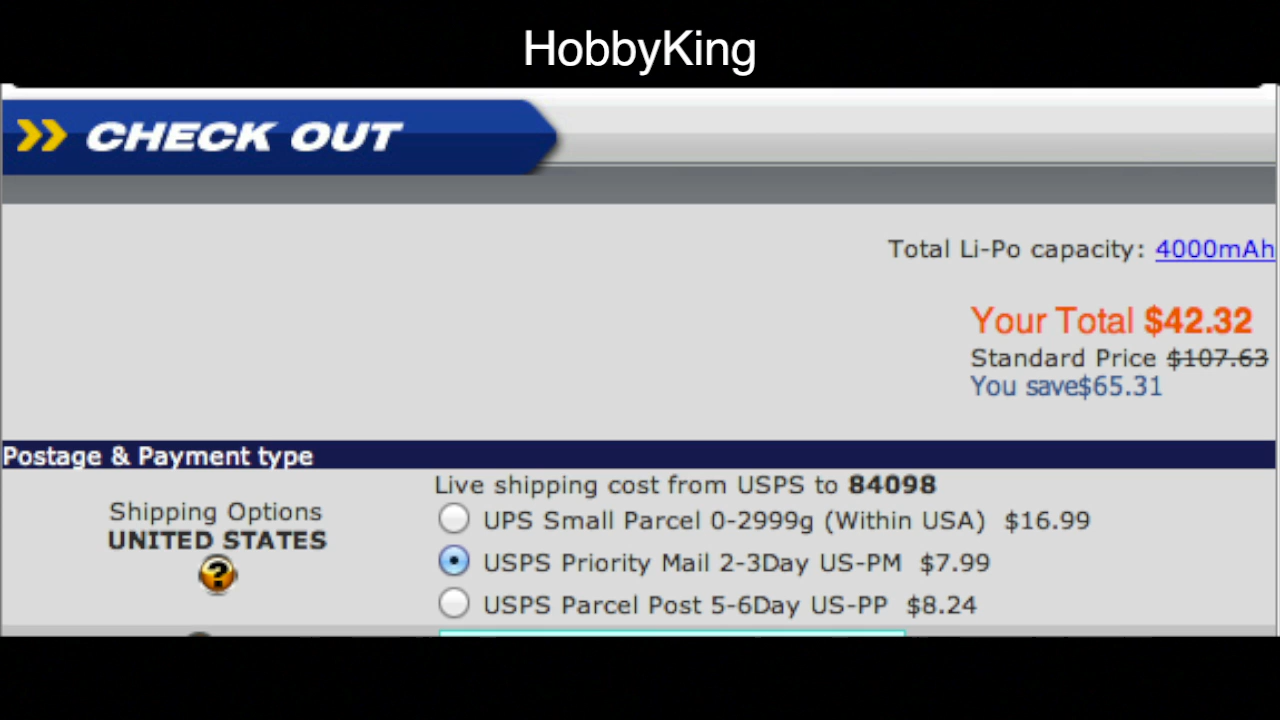 HobbyKing
CHECK OUT
Total Li-Po capacity: 4000mAh
Your Total $42.32
Standard Price $107.63
You save$65.31
Postage & Payment type
Live shipping cost from USPS to 84098
Shipping Options
UNITED STATES
?
UPS Small Parcel 0-2999g (Within USA) $16.99
USPS Priority Mail 2-3Day US-PM $7.99
USPS Parcel Post 5-6Day US-PP $8.24